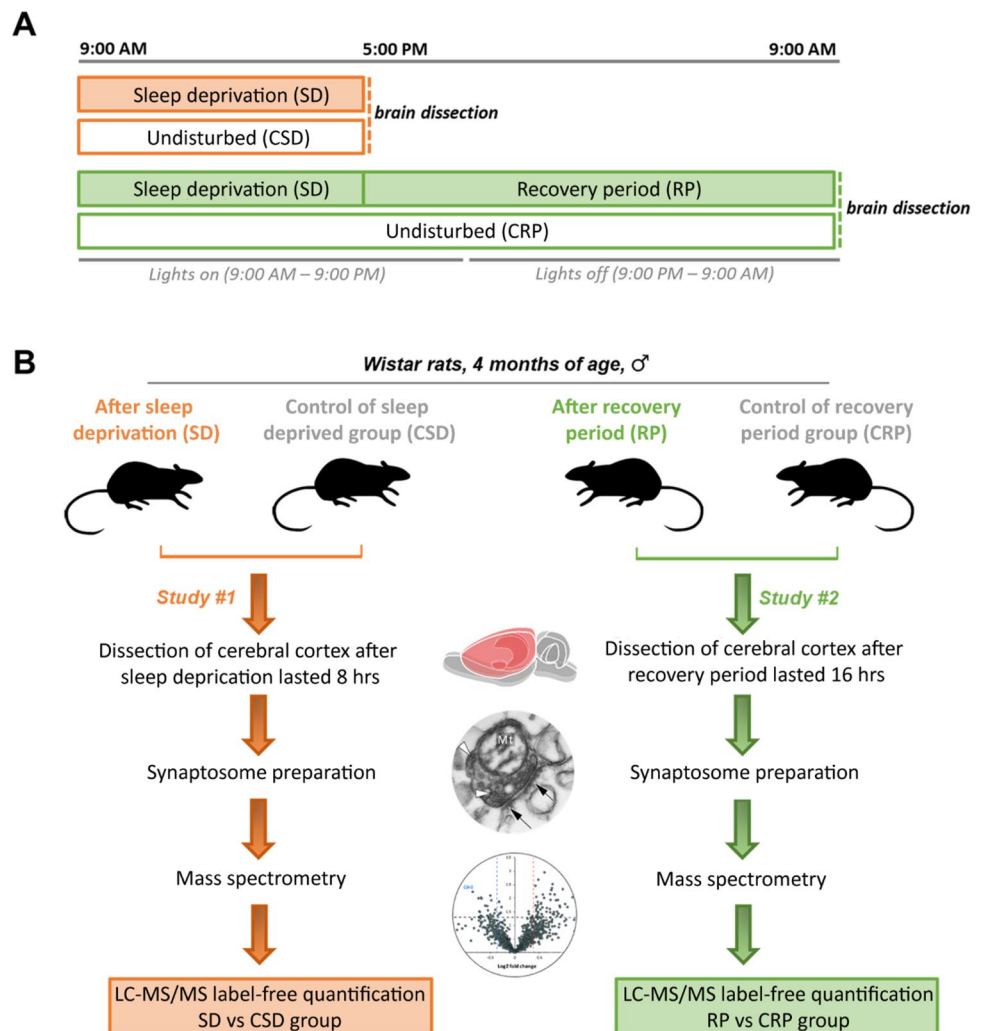 A
9:00 AM 5:00 PM 9:00 AM
Sleep deprivation (SD)
brain dissection
Undisturbed (CSD)
Sleep deprivation (SD) Recovery period (RP)
brain dissection
Undisturbed (CRP)
Lights on (9:00 AM – 9:00 PM) Lights off (9:00 PM – 9:00 AM)
B
Wistar rats, 4 months of age, ♂
After sleep
deprivation (SD)
Control of sleep
deprived group (CSD)
After recovery
period (RP)
Control of recovery
period group (CRP)
Study #1
Study #2
Dissection of cerebral cortex after
sleep deprication lasted 8 hrs
Dissection of cerebral cortex after
recovery period lasted 16 hrs
Mt
Synaptosome preparation
Synaptosome preparation
Mass spectrometry
Mass spectrometry
Log2 fold change
LC-MS/MS label-free quantification
SD vs CSD group
LC-MS/MS label-free quantification
RP vs CRP group